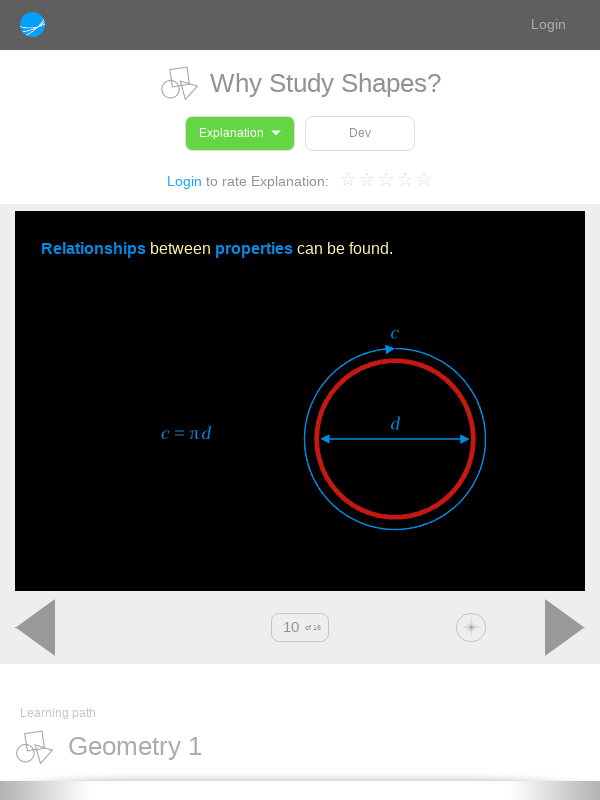 Login
Why Study Shapes?
Explanation
Dev
Login to rate Explanation:
Relationships between properties can be found.
c
d
c = π d
10 of 16
Learning path
Geometry 1